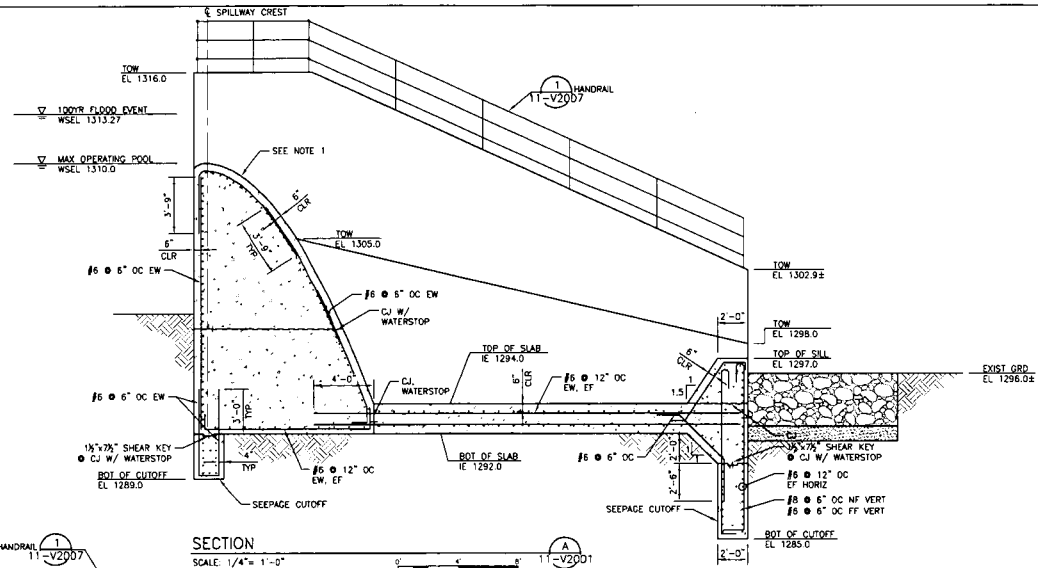 ℄ SPILLWAY CREST
TOW
EL 1316.0
1 HANDRAIL
11-V2007
100YR FLOOD EVENT
WSEL 1313.27
SEE NOTE 1
MAX OPERATING POOL
WSEL 1310.0
3'-9"
6"
CLR
3'-9"
TYP
TOW
EL 1305.0
6"
CLR
#6 @ 6" OC EW
TOW
EL 1302.9±
#6 @ 6" OC EW
CJ W/
WATERSTOP
2'-0"
TOW
EL 1298.0
TOP OF SLAB
IE 1294.0
6"
CLR
TOP OF SILL
EL 1297.0
EXIST GRD
EL 1296.0±
4'-0"
CJ,
WATERSTOP
6"
CLR
#6 @ 12" OC
EW, EF
1
1.5
#6 @ 6" OC EW
3'-0"
TYP
CJ
1½"x7½" SHEAR KEY
@ CJ W/ WATERSTOP
#6 @ 6" OC
1½"x7½" SHEAR KEY
@ CJ W/ WATERSTOP
4"
TYP
#6 @ 12" OC
EW, EF
BOT OF SLAB
IE 1292.0
2'-0"
2'-6"
#6 @ 12" OC
EF HORIZ
BOT OF CUTOFF
EL 1289.0
SEEPAGE CUTOFF
SEEPAGE CUTOFF
#8 @ 6" OC NF VERT
#6 @ 6" OC FF VERT
BOT OF CUTOFF
EL 1285.0
2'-0"
HANDRAIL 1
11-V2007
SECTION
SCALE: 1/4"= 1'-0"
0' 4' 8'
A
11-V2001